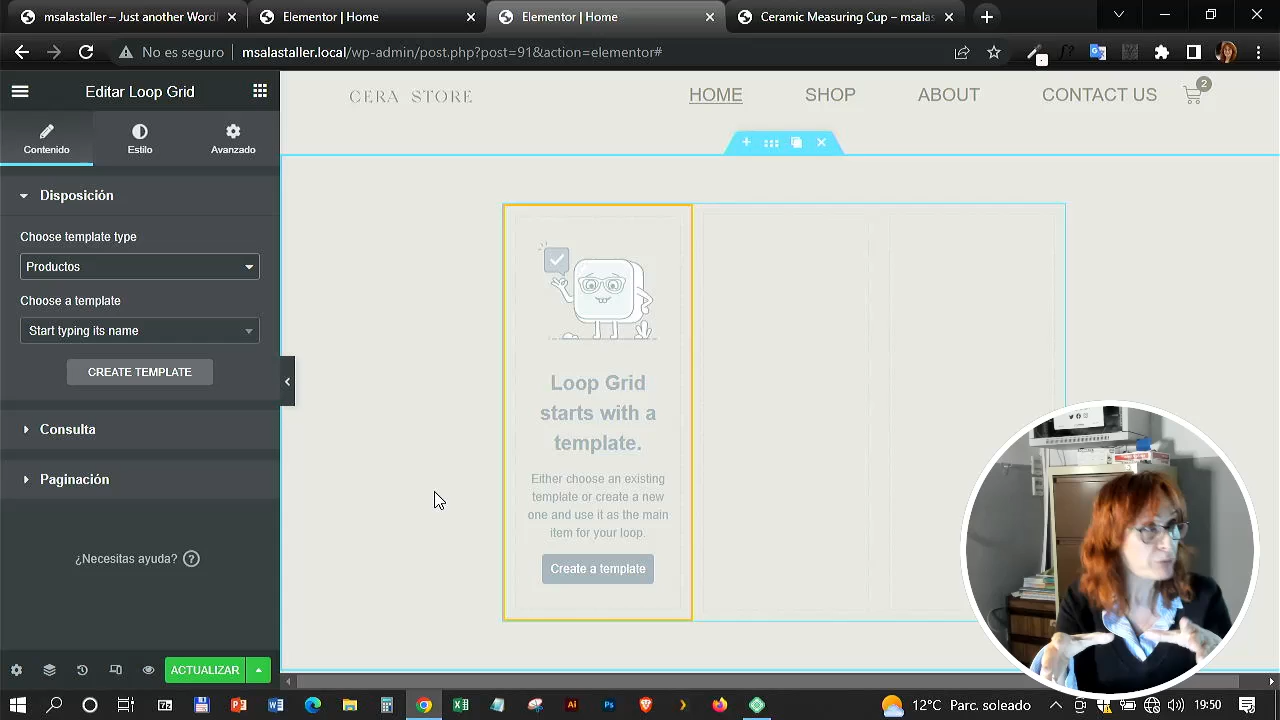 msalastaller – Just another Word
Elementor | Home
Elementor | Home
Ceramic Measuring Cup – msalas
No es seguro
msalastaller.local/wp-admin/post.php?post=91&action=elementor#
Editar Loop Grid
Contenido
Estilo
Avanzado
Disposición
Choose template type
Productos
Choose a template
Start typing its name
CREATE TEMPLATE
Consulta
Paginación
¿Necesitas ayuda? ?
ACTUALIZAR
CERA STORE
HOME
SHOP
ABOUT
CONTACT US
2
Loop Grid
starts with a
template.
Either choose an existing
template or create a new
one and use it as the main
item for your loop.
Create a template
12°C Parc. soleado
19:50